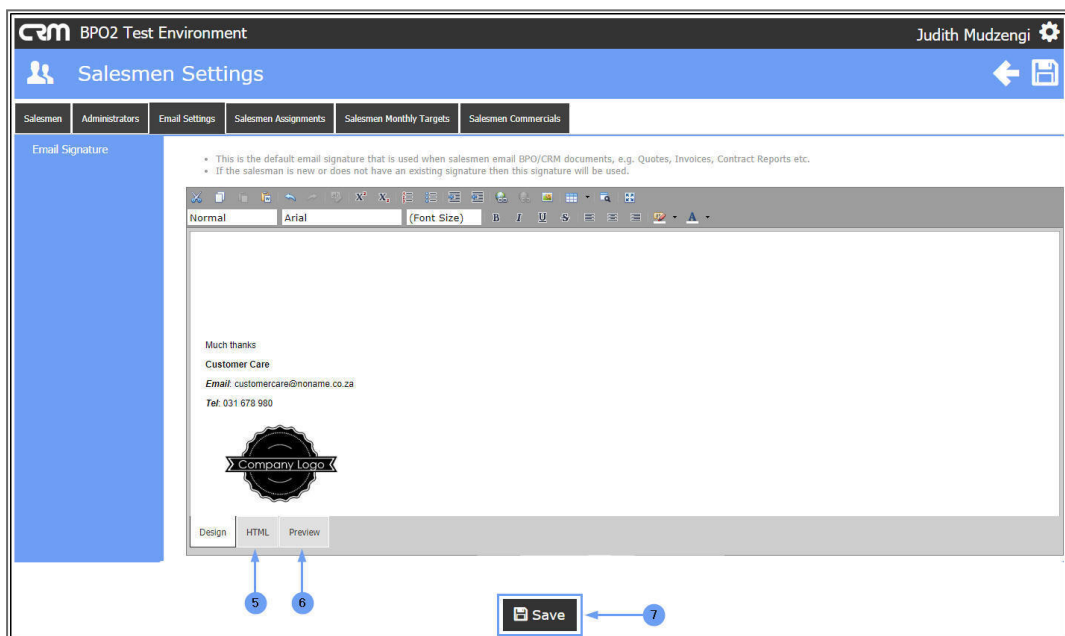 CRM BPO2 Test Environment Judith Mudzengi
Salesmen Settings
Salesmen Administrators Email Settings Salesmen Assignments Salesmen Monthly Targets Salesmen Commercials
Email Signature
This is the default email signature that is used when salesmen email BPO/CRM documents, e.g. Quotes, Invoices, Contract Reports etc.
If the salesman is new or does not have an existing signature then this signature will be used.
X² X₂
Normal Arial (Font Size) B I U S A
Much thanks
Customer Care
Email: customercare@noname.co.za
Tel: 031 678 980
Company Logo
Design HTML Preview
5 6
Save 7